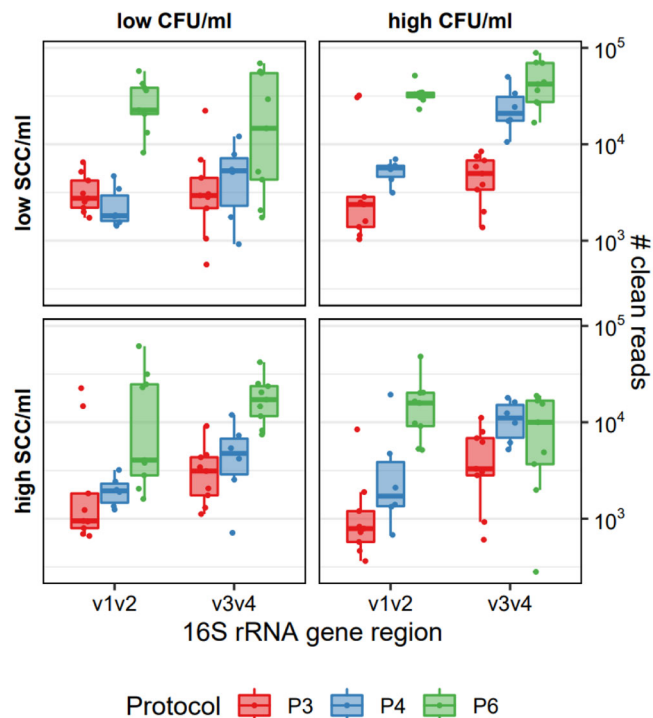 low CFU/ml
high CFU/ml
low SCC/ml
10^5
10^4
10^3
high SCC/ml
10^5
10^4
10^3
# clean reads
v1v2
v3v4
v1v2
v3v4
16S rRNA gene region
Protocol P3 P4 P6